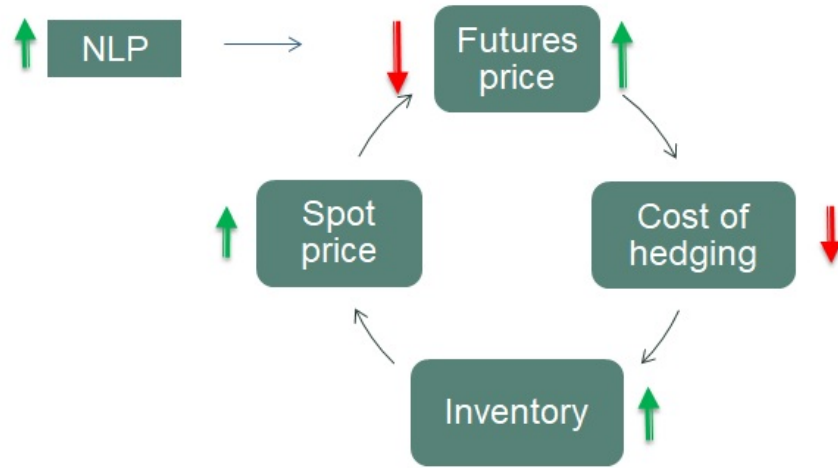 NLP
Futures
price
Spot
price
Cost of
hedging
Inventory